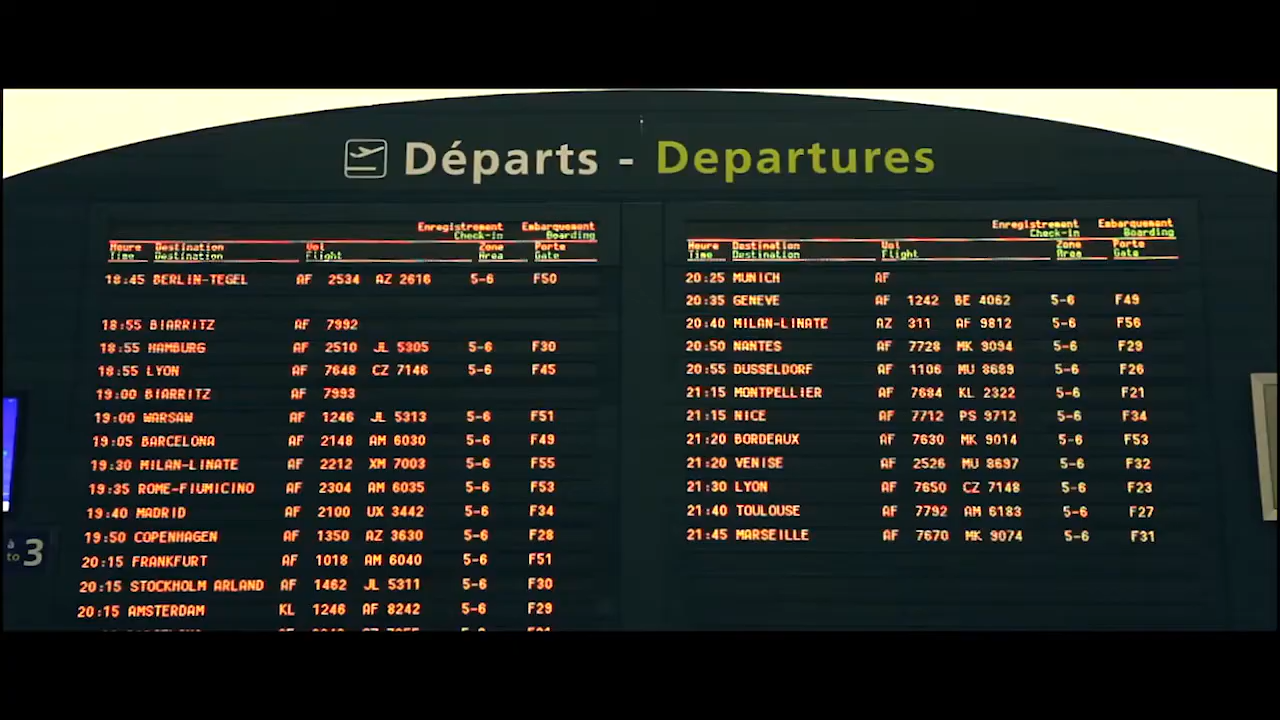 Départs - Departures
Enregistrement Embarquement
Check-in Boarding
Heure Destination Vol Zone Porte
Time Destination Flight Area Gate
18:45 BERLIN-TEGEL AF 2534 AZ 2616 5-6 F50
18:55 BIARRITZ AF 7992
18:55 HAMBURG AF 2510 JL 5305 5-6 F30
18:55 LYON AF 7648 CZ 7146 5-6 F45
19:00 BIARRITZ AF 7993
19:00 WARSAW AF 1246 JL 5313 5-6 F51
19:05 BARCELONA AF 2148 AM 6030 5-6 F49
19:30 MILAN-LINATE AF 2212 XM 7003 5-6 F55
19:35 ROME-FIUMICINO AF 2304 AM 6035 5-6 F53
19:40 MADRID AF 2100 UX 3442 5-6 F34
19:50 COPENHAGEN AF 1350 AZ 3630 5-6 F28
20:15 FRANKFURT AF 1018 AM 6040 5-6 F51
20:15 STOCKHOLM ARLAND AF 1462 JL 5311 5-6 F30
20:15 AMSTERDAM KL 1246 AF 8242 5-6 F29
Enregistrement Embarquement
Check-in Boarding
Heure Destination Vol Zone Porte
Time Destination Flight Area Gate
20:25 MUNICH AF
20:35 GENEVE AF 1242 BE 4062 5-6 F49
20:40 MILAN-LINATE AZ 311 AF 9812 5-6 F56
20:50 NANTES AF 7728 MK 9094 5-6 F29
20:55 DUSSELDORF AF 1106 MU 8689 5-6 F26
21:15 MONTPELLIER AF 7684 KL 2322 5-6 F21
21:15 NICE AF 7712 PS 9712 5-6 F34
21:20 BORDEAUX AF 7630 MK 9014 5-6 F53
21:20 VENISE AF 2526 MU 8697 5-6 F32
21:30 LYON AF 7650 CZ 7148 5-6 F23
21:40 TOULOUSE AF 7792 AM 6183 5-6 F27
21:45 MARSEILLE AF 7670 MK 9074 5-6 F31
à
to 3